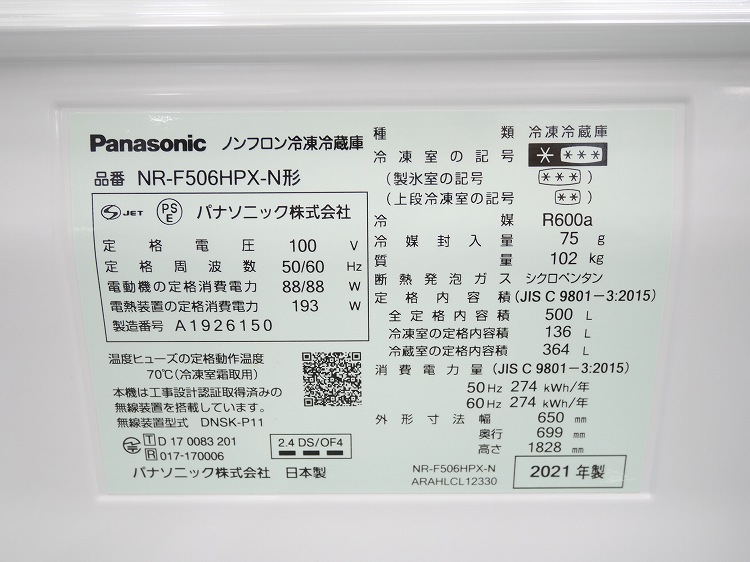 Panasonic ノンフロン冷凍冷蔵庫
品番 NR-F506HPX-N形
S JET PS E パナソニック株式会社
定格電圧 100 V
定格周波数 50/60 Hz
電動機の定格消費電力 88/88 W
電熱装置の定格消費電力 193 W
製造番号 A1926150
温度ヒューズの定格動作温度
70℃(冷凍室霜取用)
本機は工事設計認証取得済みの
無線装置を搭載しています。
無線装置型式 DNSK-P11
T D 17 0083 201
R 017-170006
2.4 DS/OF4
パナソニック株式会社 日本製
種類 冷凍冷蔵庫
冷凍室の記号 * ***
(製氷室の記号 (***))
(上段冷凍室の記号 (**))
冷媒 R600a
冷媒封入量 75 g
質量 102 kg
断熱発泡ガス シクロペンタン
定格内容積 (JIS C 9801-3:2015)
全定格内容積 500 L
冷凍室の定格内容積 136 L
冷蔵室の定格内容積 364 L
消費電力量 (JIS C 9801-3:2015)
50 Hz 274 kWh/年
60 Hz 274 kWh/年
外形寸法 幅 650 mm
奥行 699 mm
高さ 1828 mm
NR-F506HPX-N
ARAHLCL12330
2021年製